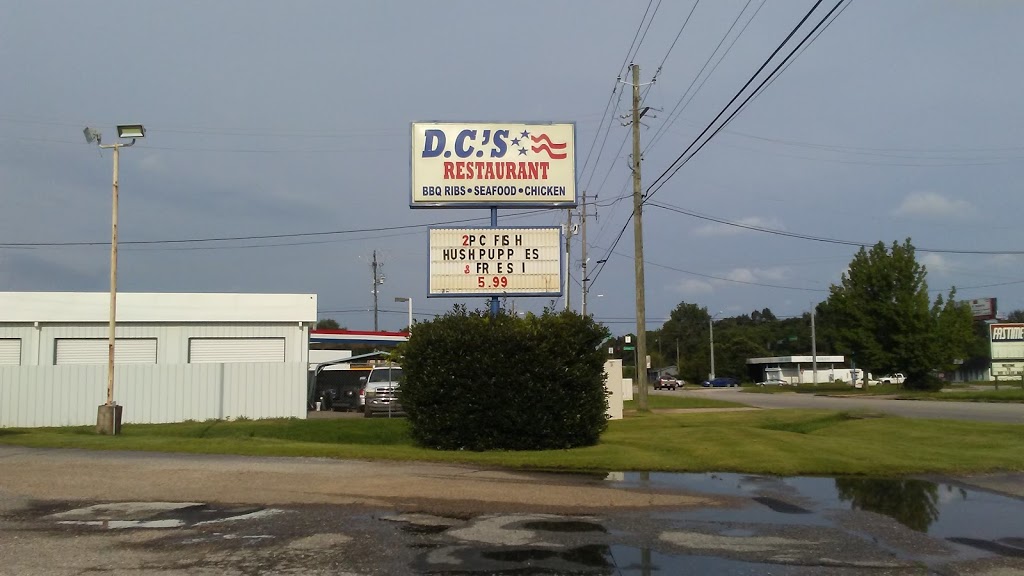 D.C.'S
RESTAURANT
BBQ RIBS • SEAFOOD • CHICKEN
2PC FISH
HUSHPUPP ES
& FR ES I
5.99